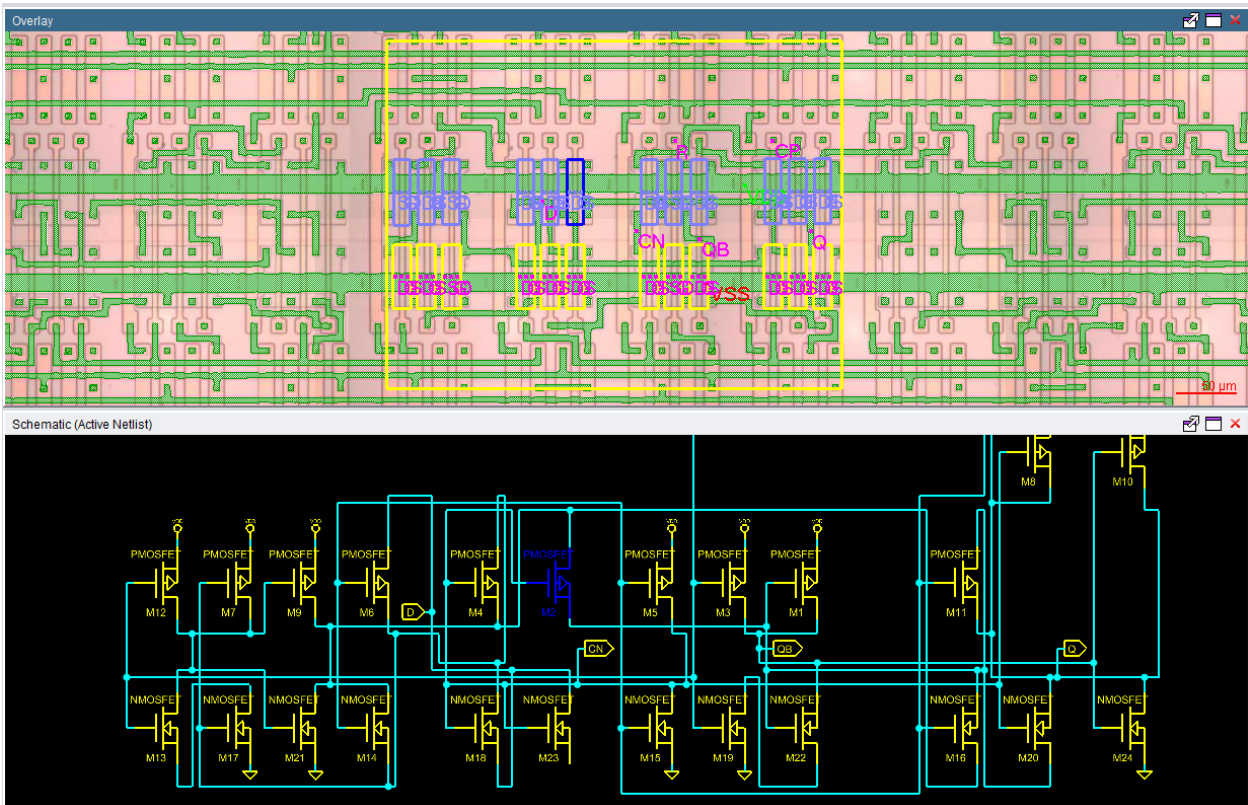 Overlay
R
CB
D
CN
QB
Q
VSS
50 µm
Schematic (Active Netlist)
M8
M10
PMOSFET
PMOSFET
PMOSFET
PMOSFET
PMOSFET
PMOSFET
PMOSFET
PMOSFET
PMOSFET
M12
M7
M9
M6
D
M4
M2
M5
M3
M1
M11
CN
QB
Q
NMOSFET
NMOSFET
NMOSFET
NMOSFET
NMOSFET
NMOSFET
NMOSFET
NMOSFET
NMOSFET
NMOSFET
NMOSFET
NMOSFET
M13
M17
M21
M14
M18
M23
M15
M19
M22
M16
M20
M24